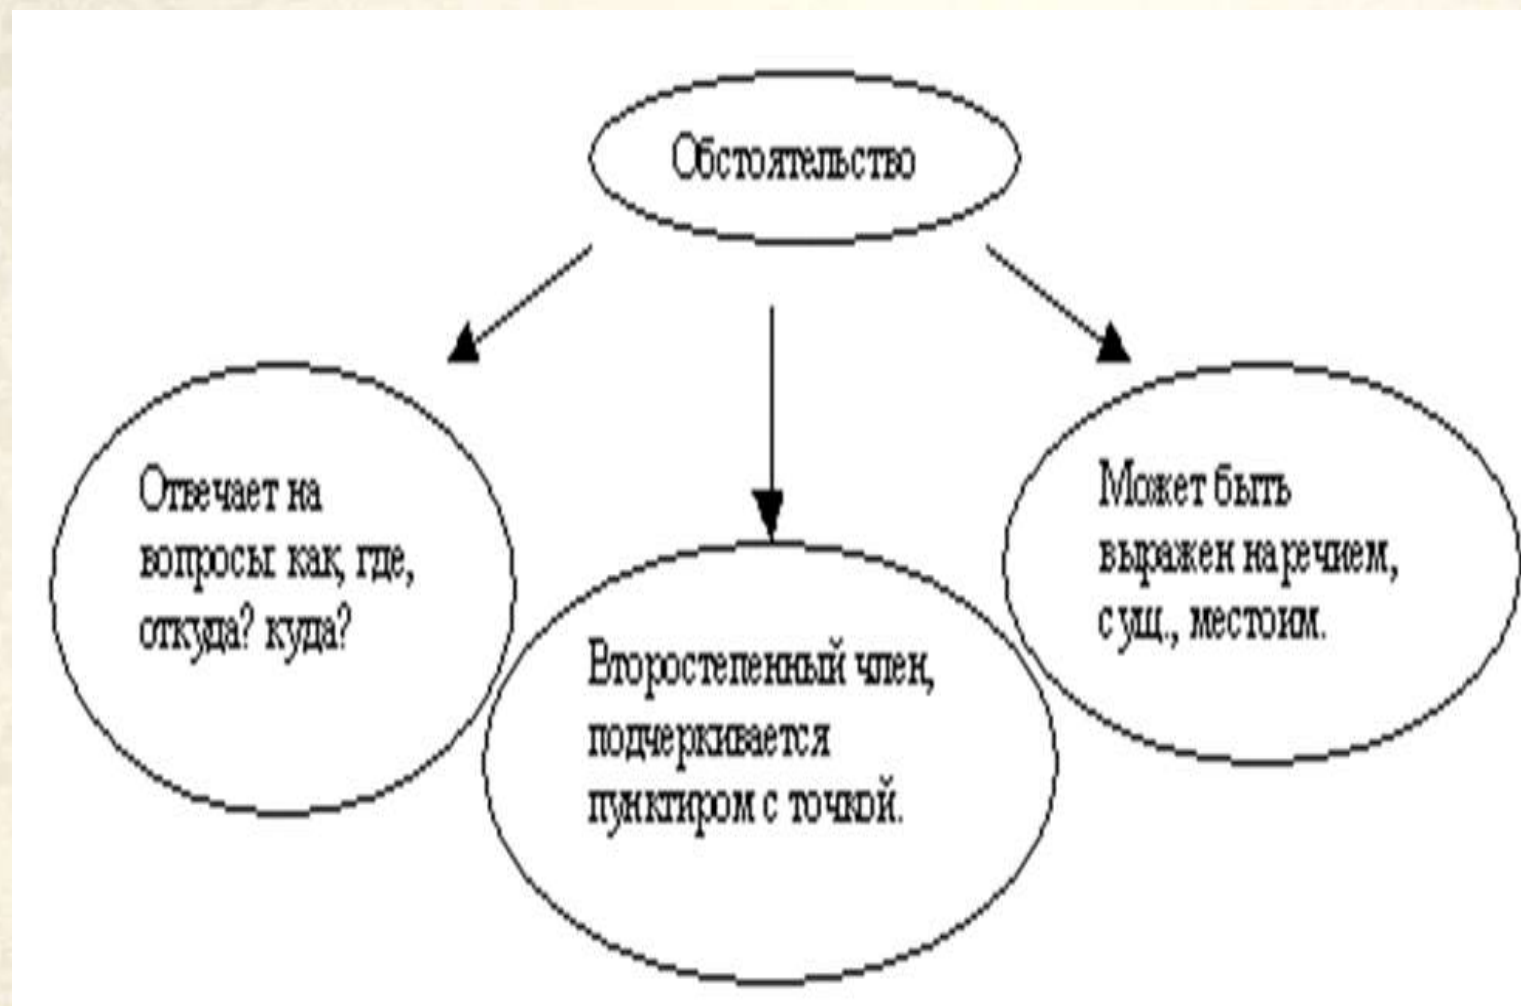 Обстоятельство
Отвечает на
вопросы: как, где,
откуда? куда?
Второстепенный член,
подчеркивается
пунктиром с точкой.
Может быть
выражен наречием,
сущ., местоим.